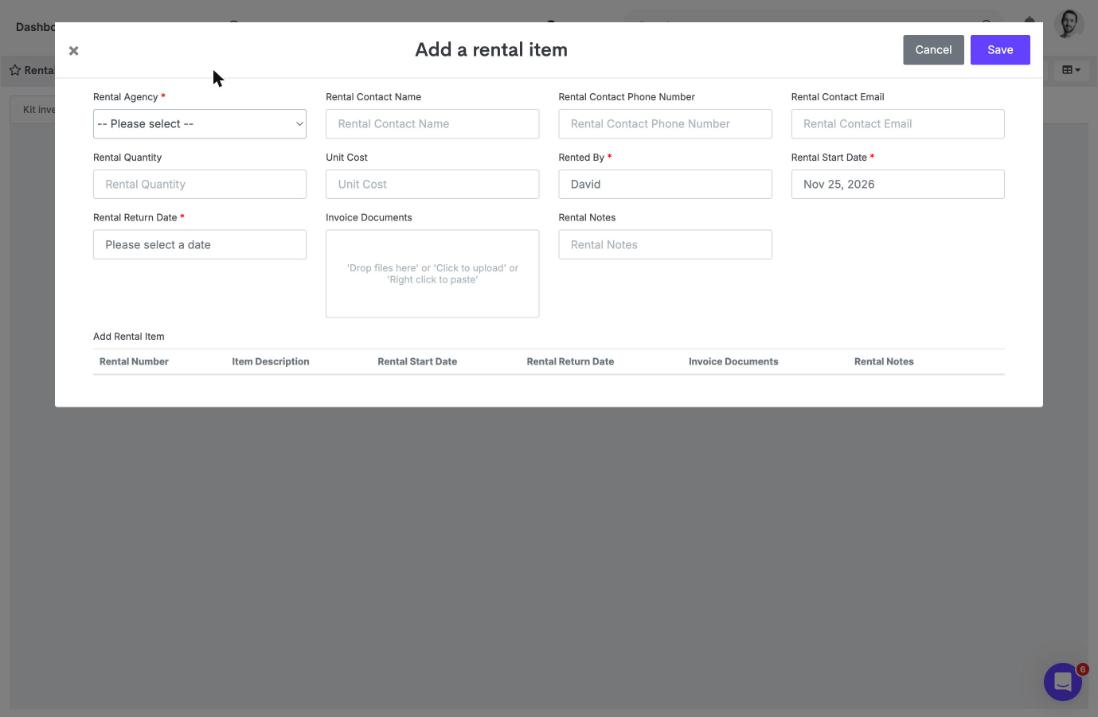 Dashbo
Add a rental item
Cancel
Save
Renta
Kit inve
Rental Agency *
Rental Contact Name
Rental Contact Phone Number
Rental Contact Email
-- Please select --
Rental Contact Name
Rental Contact Phone Number
Rental Contact Email
Rental Quantity
Unit Cost
Rented By *
Rental Start Date *
Rental Quantity
Unit Cost
David
Nov 25, 2026
Rental Return Date *
Invoice Documents
Rental Notes
Please select a date
'Drop files here' or 'Click to upload' or
'Right click to paste'
Rental Notes
Add Rental Item
Rental Number
Item Description
Rental Start Date
Rental Return Date
Invoice Documents
Rental Notes
6